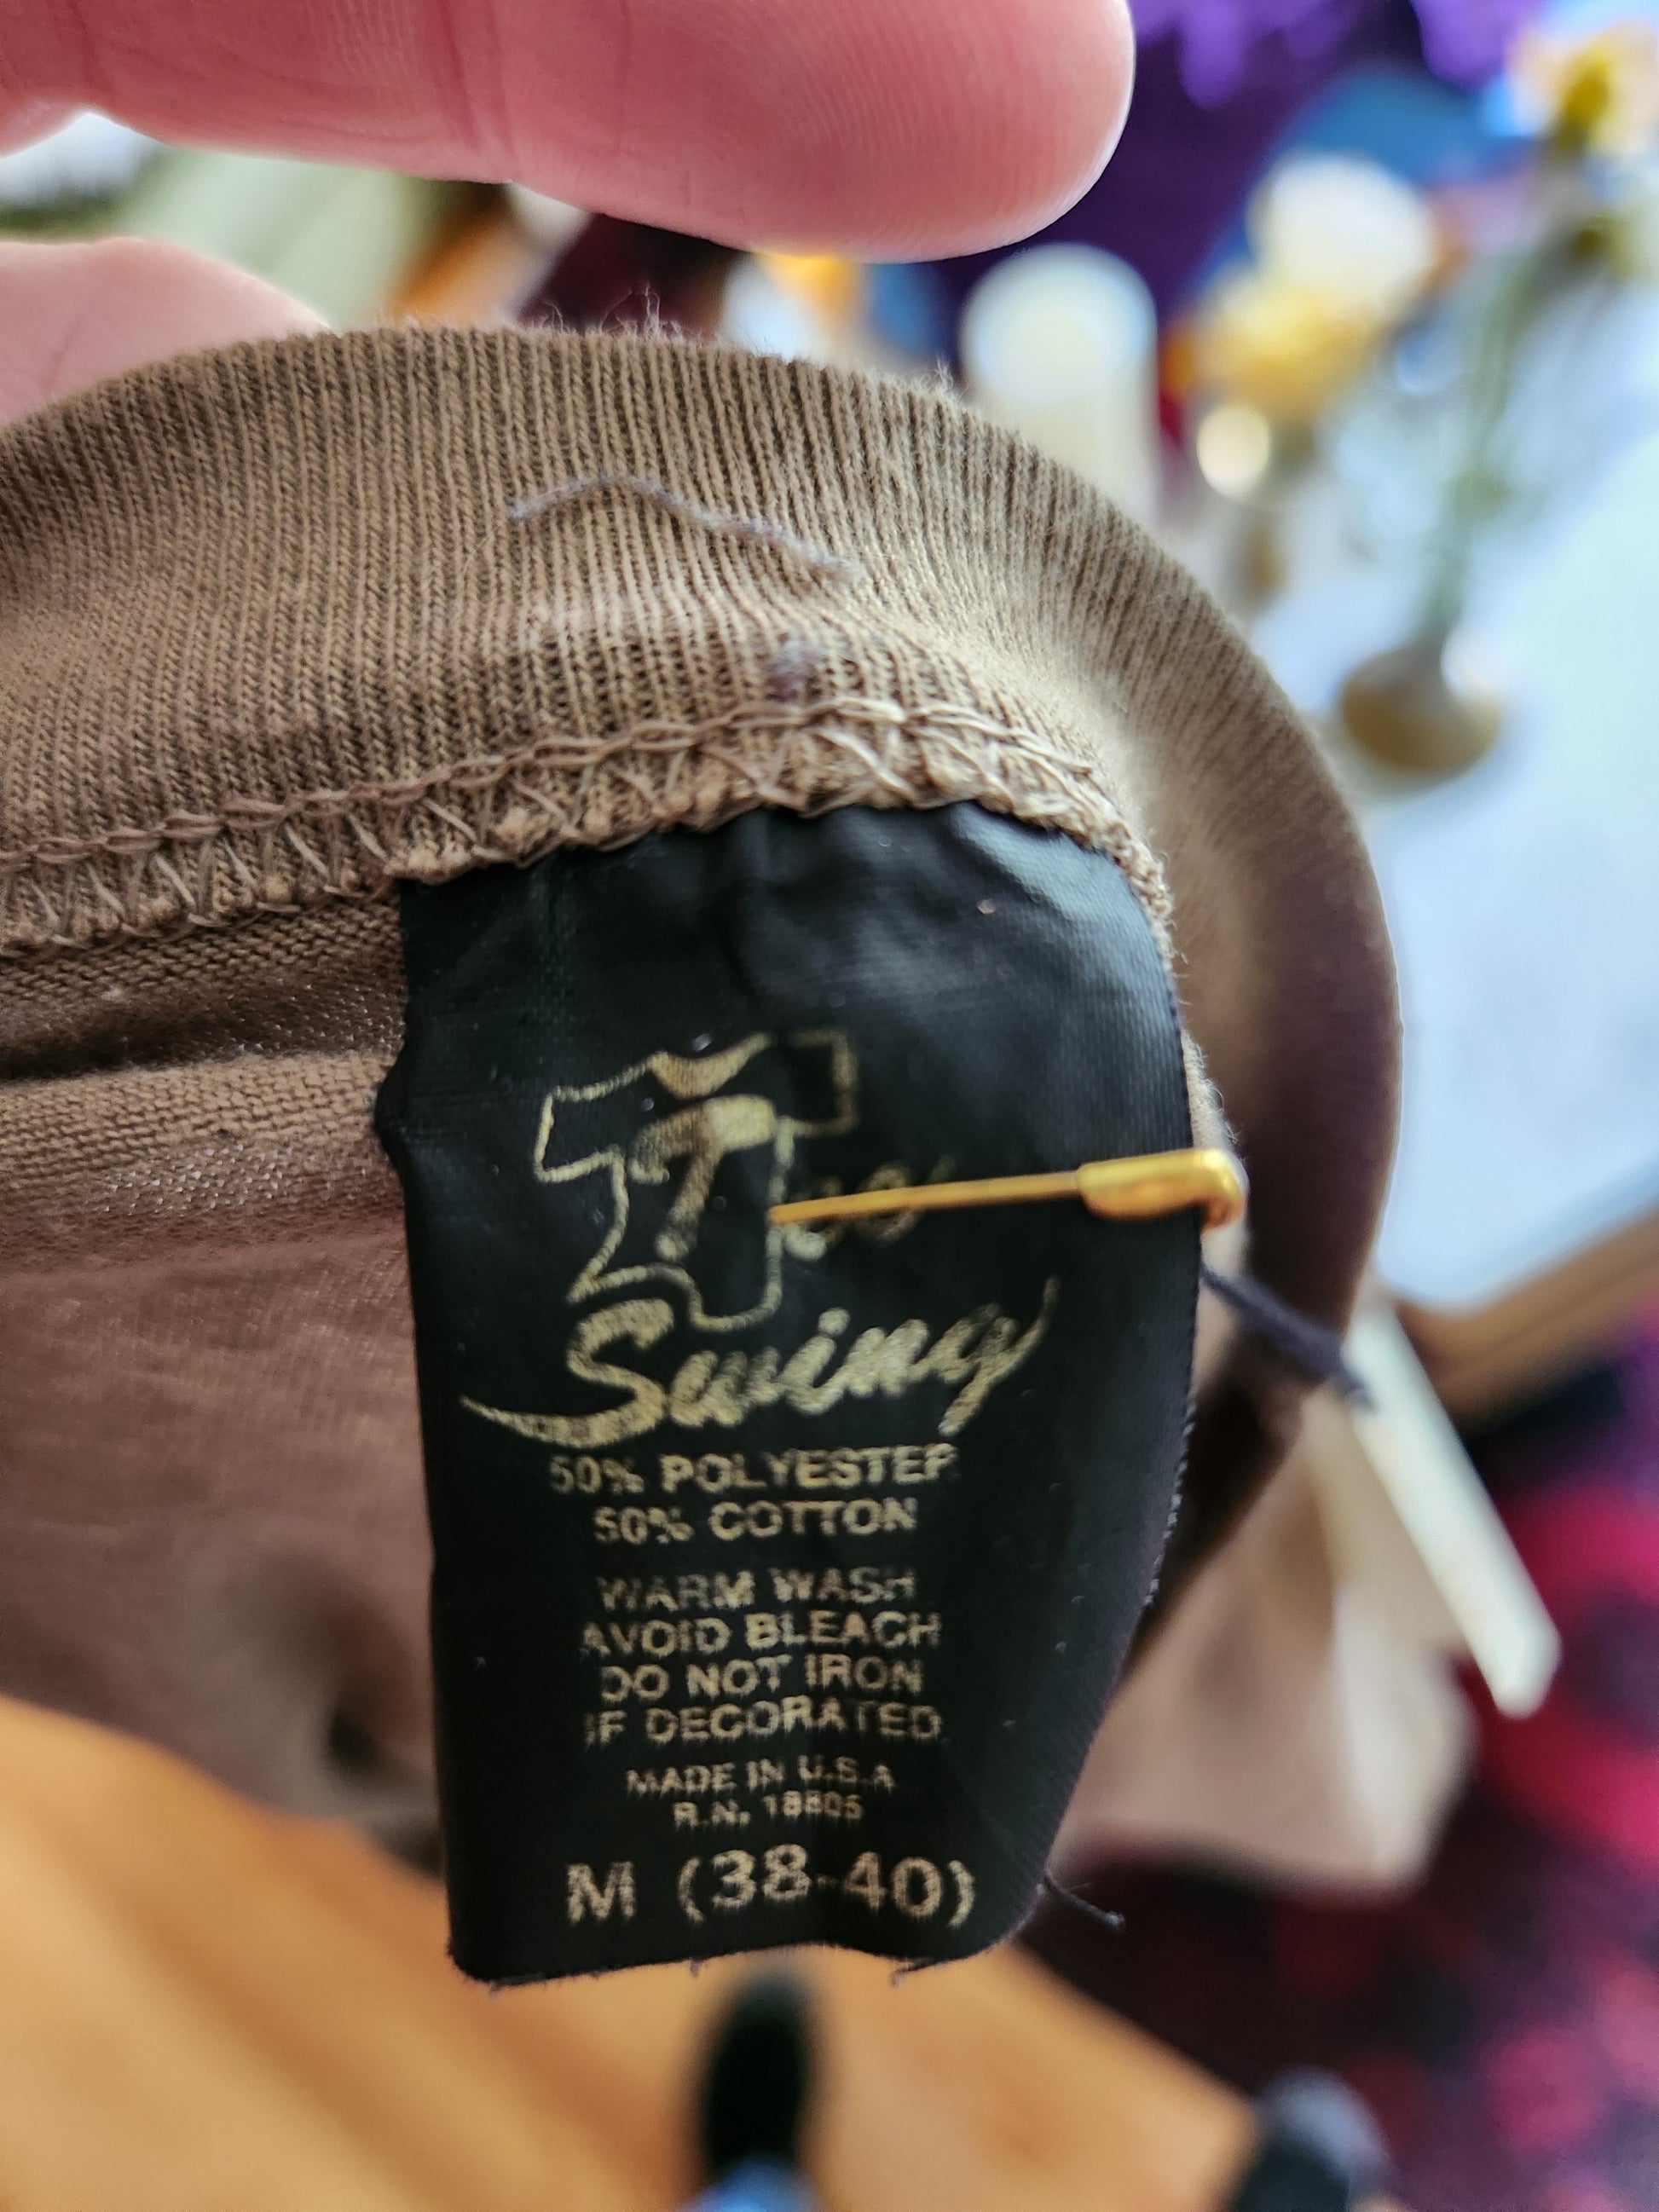 Tee
Swing
50% POLYESTER
50% COTTON
WARM WASH
AVOID BLEACH
DO NOT IRON
IF DECORATED
MADE IN U.S.A
R.N. 18805
M (38-40)